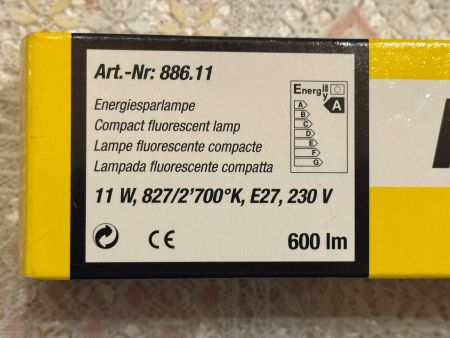 Art.-Nr: 886.11
Energiesparlampe
Compact fluorescent lamp
Lampe fluorescente compacte
Lampada fluorescente compatta
11 W, 827/2'700°K, E27, 230 V
CE
600 lm
Energ
A
B
C
D
E
F
G
A